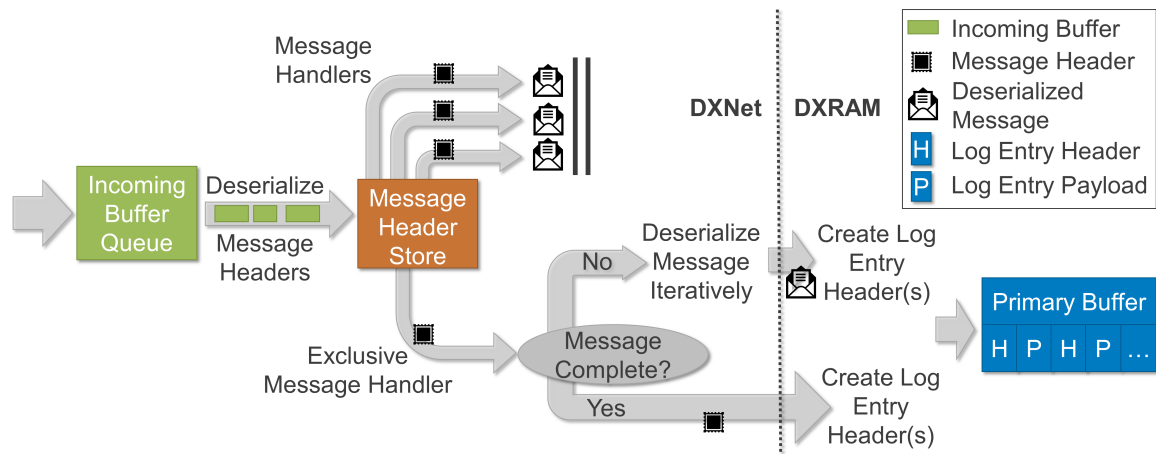 Message
Handlers
DXNet
DXRAM
Incoming Buffer
Message Header
Deserialized
Message
H
Log Entry Header
P
Log Entry Payload
Incoming
Buffer
Queue
Deserialize
Message
Headers
Message
Header
Store
No
Deserialize
Message
Iteratively
Create Log
Entry
Header(s)
Primary Buffer
H P H P ...
Exclusive
Message Handler
Message
Complete?
Yes
Create Log
Entry
Header(s)